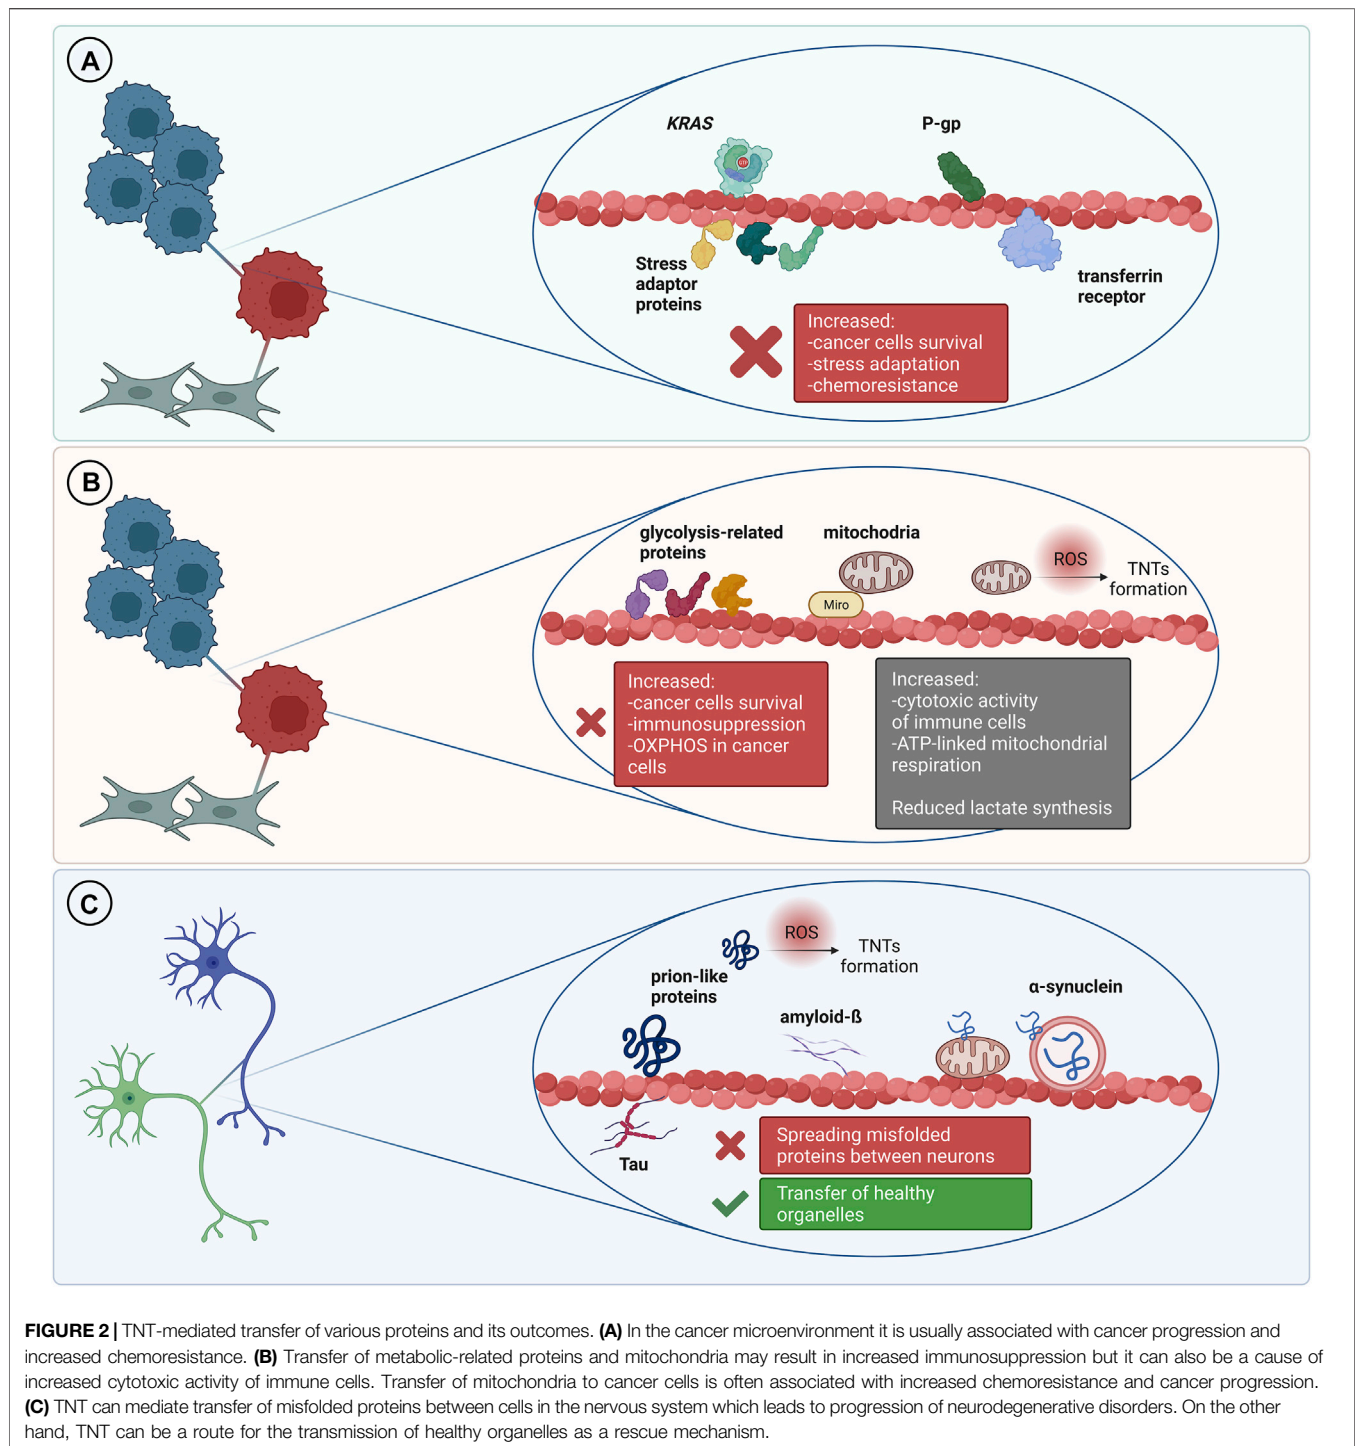 A
KRAS
P-gp
GTP
Stress
adaptor
proteins
transferrin
receptor
Increased:
-cancer cells survival
-stress adaptation
-chemoresistance
B
glycolysis-related
proteins
mitochodria
ROS
TNTs
formation
Miro
Increased:
-cancer cells survival
-immunosuppression
-OXPHOS in cancer
cells
Increased:
-cytotoxic activity
of immune cells
-ATP-linked mitochondrial
respiration
Reduced lactate synthesis
C
ROS
TNTs
formation
prion-like
proteins
amyloid-ß
α-synuclein
Tau
Spreading misfolded
proteins between neurons
Transfer of healthy
organelles
FIGURE 2 | TNT-mediated transfer of various proteins and its outcomes. (A) In the cancer microenvironment it is usually associated with cancer progression and
increased chemoresistance. (B) Transfer of metabolic-related proteins and mitochondria may result in increased immunosuppression but it can also be a cause of
increased cytotoxic activity of immune cells. Transfer of mitochondria to cancer cells is often associated with increased chemoresistance and cancer progression.
(C) TNT can mediate transfer of misfolded proteins between cells in the nervous system which leads to progression of neurodegenerative disorders. On the other
hand, TNT can be a route for the transmission of healthy organelles as a rescue mechanism.